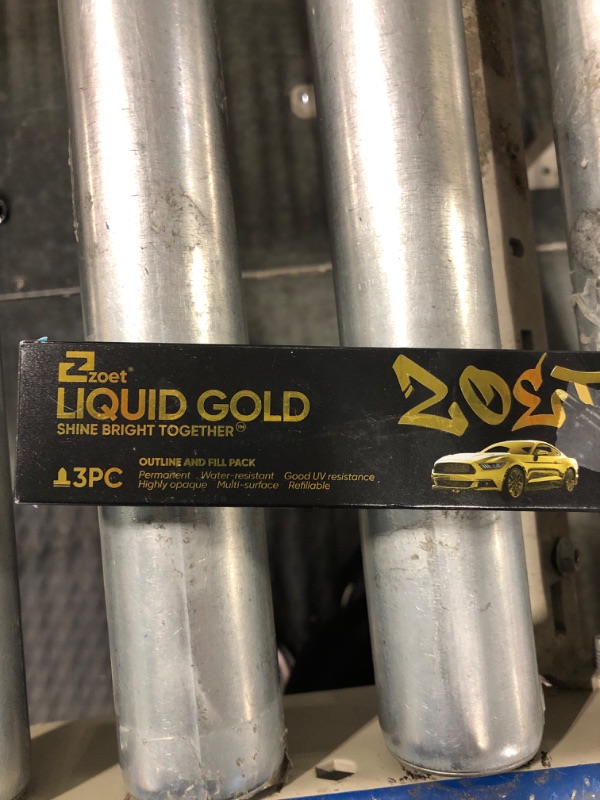 zoet®
LIQUID GOLD
SHINE BRIGHT TOGETHER™
3PC
OUTLINE AND FILL PACK
Permanent Water-resistant Good UV resistance
Highly opaque Multi-surface Refillable
ZOET